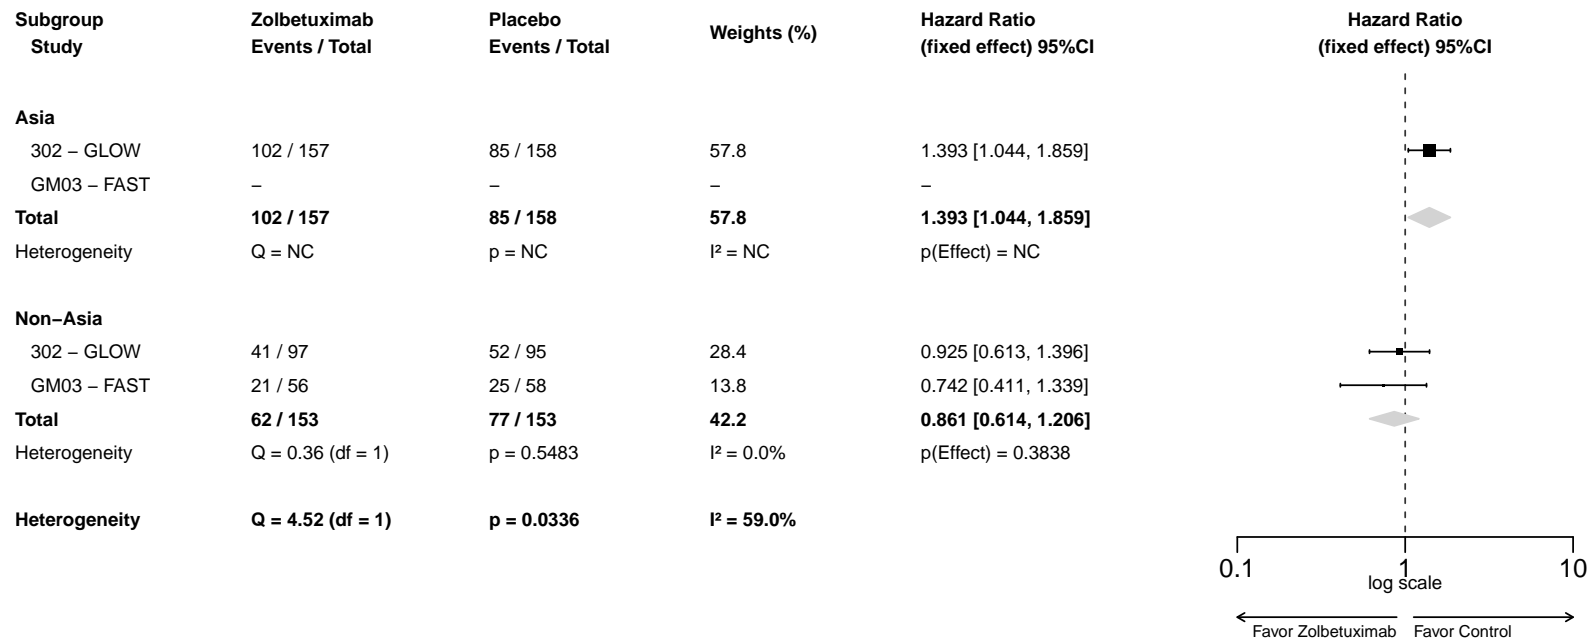 Subgroup Zolbetuximab Placebo Weights (%) Hazard Ratio Hazard Ratio
Study Events / Total Events / Total (fixed effect) 95%CI (fixed effect) 95%CI
Asia
302 − GLOW 102 / 157 85 / 158 57.8 1.393 [1.044, 1.859]
GM03 − FAST − − − −
Total 102 / 157 85 / 158 57.8 1.393 [1.044, 1.859]
Heterogeneity Q = NC p = NC I² = NC p(Effect) = NC
Non−Asia
302 − GLOW 41 / 97 52 / 95 28.4 0.925 [0.613, 1.396]
GM03 − FAST 21 / 56 25 / 58 13.8 0.742 [0.411, 1.339]
Total 62 / 153 77 / 153 42.2 0.861 [0.614, 1.206]
Heterogeneity Q = 0.36 (df = 1) p = 0.5483 I² = 0.0% p(Effect) = 0.3838
Heterogeneity Q = 4.52 (df = 1) p = 0.0336 I² = 59.0%
0.1 1 10
log scale
Favor Zolbetuximab Favor Control